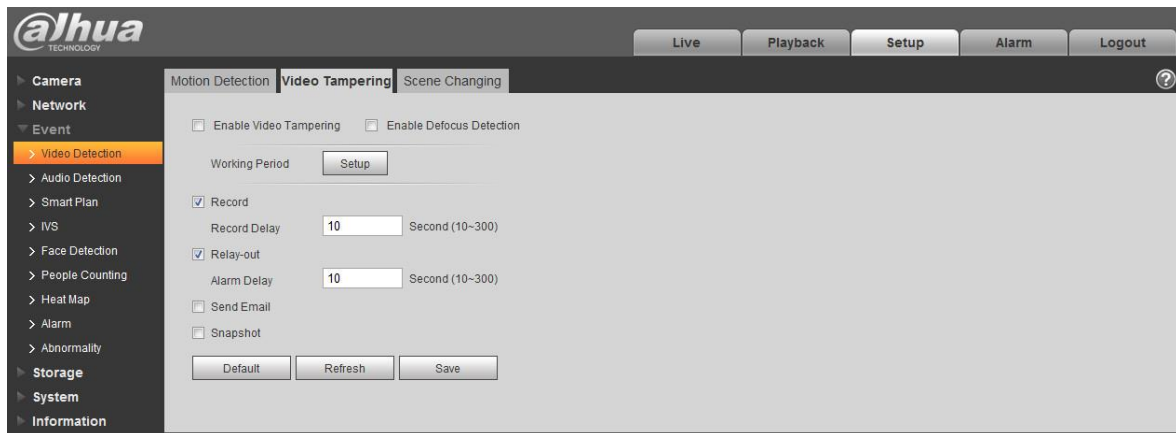 alhua
TECHNOLOGY
Live Playback Setup Alarm Logout
Camera
Network
Event
Video Detection
Audio Detection
Smart Plan
IVS
Face Detection
People Counting
Heat Map
Alarm
Abnormality
Storage
System
Information
Motion Detection Video Tampering Scene Changing
?
Enable Video Tampering Enable Defocus Detection
Working Period Setup
Record
Record Delay 10 Second (10~300)
Relay-out
Alarm Delay 10 Second (10~300)
Send Email
Snapshot
Default Refresh Save